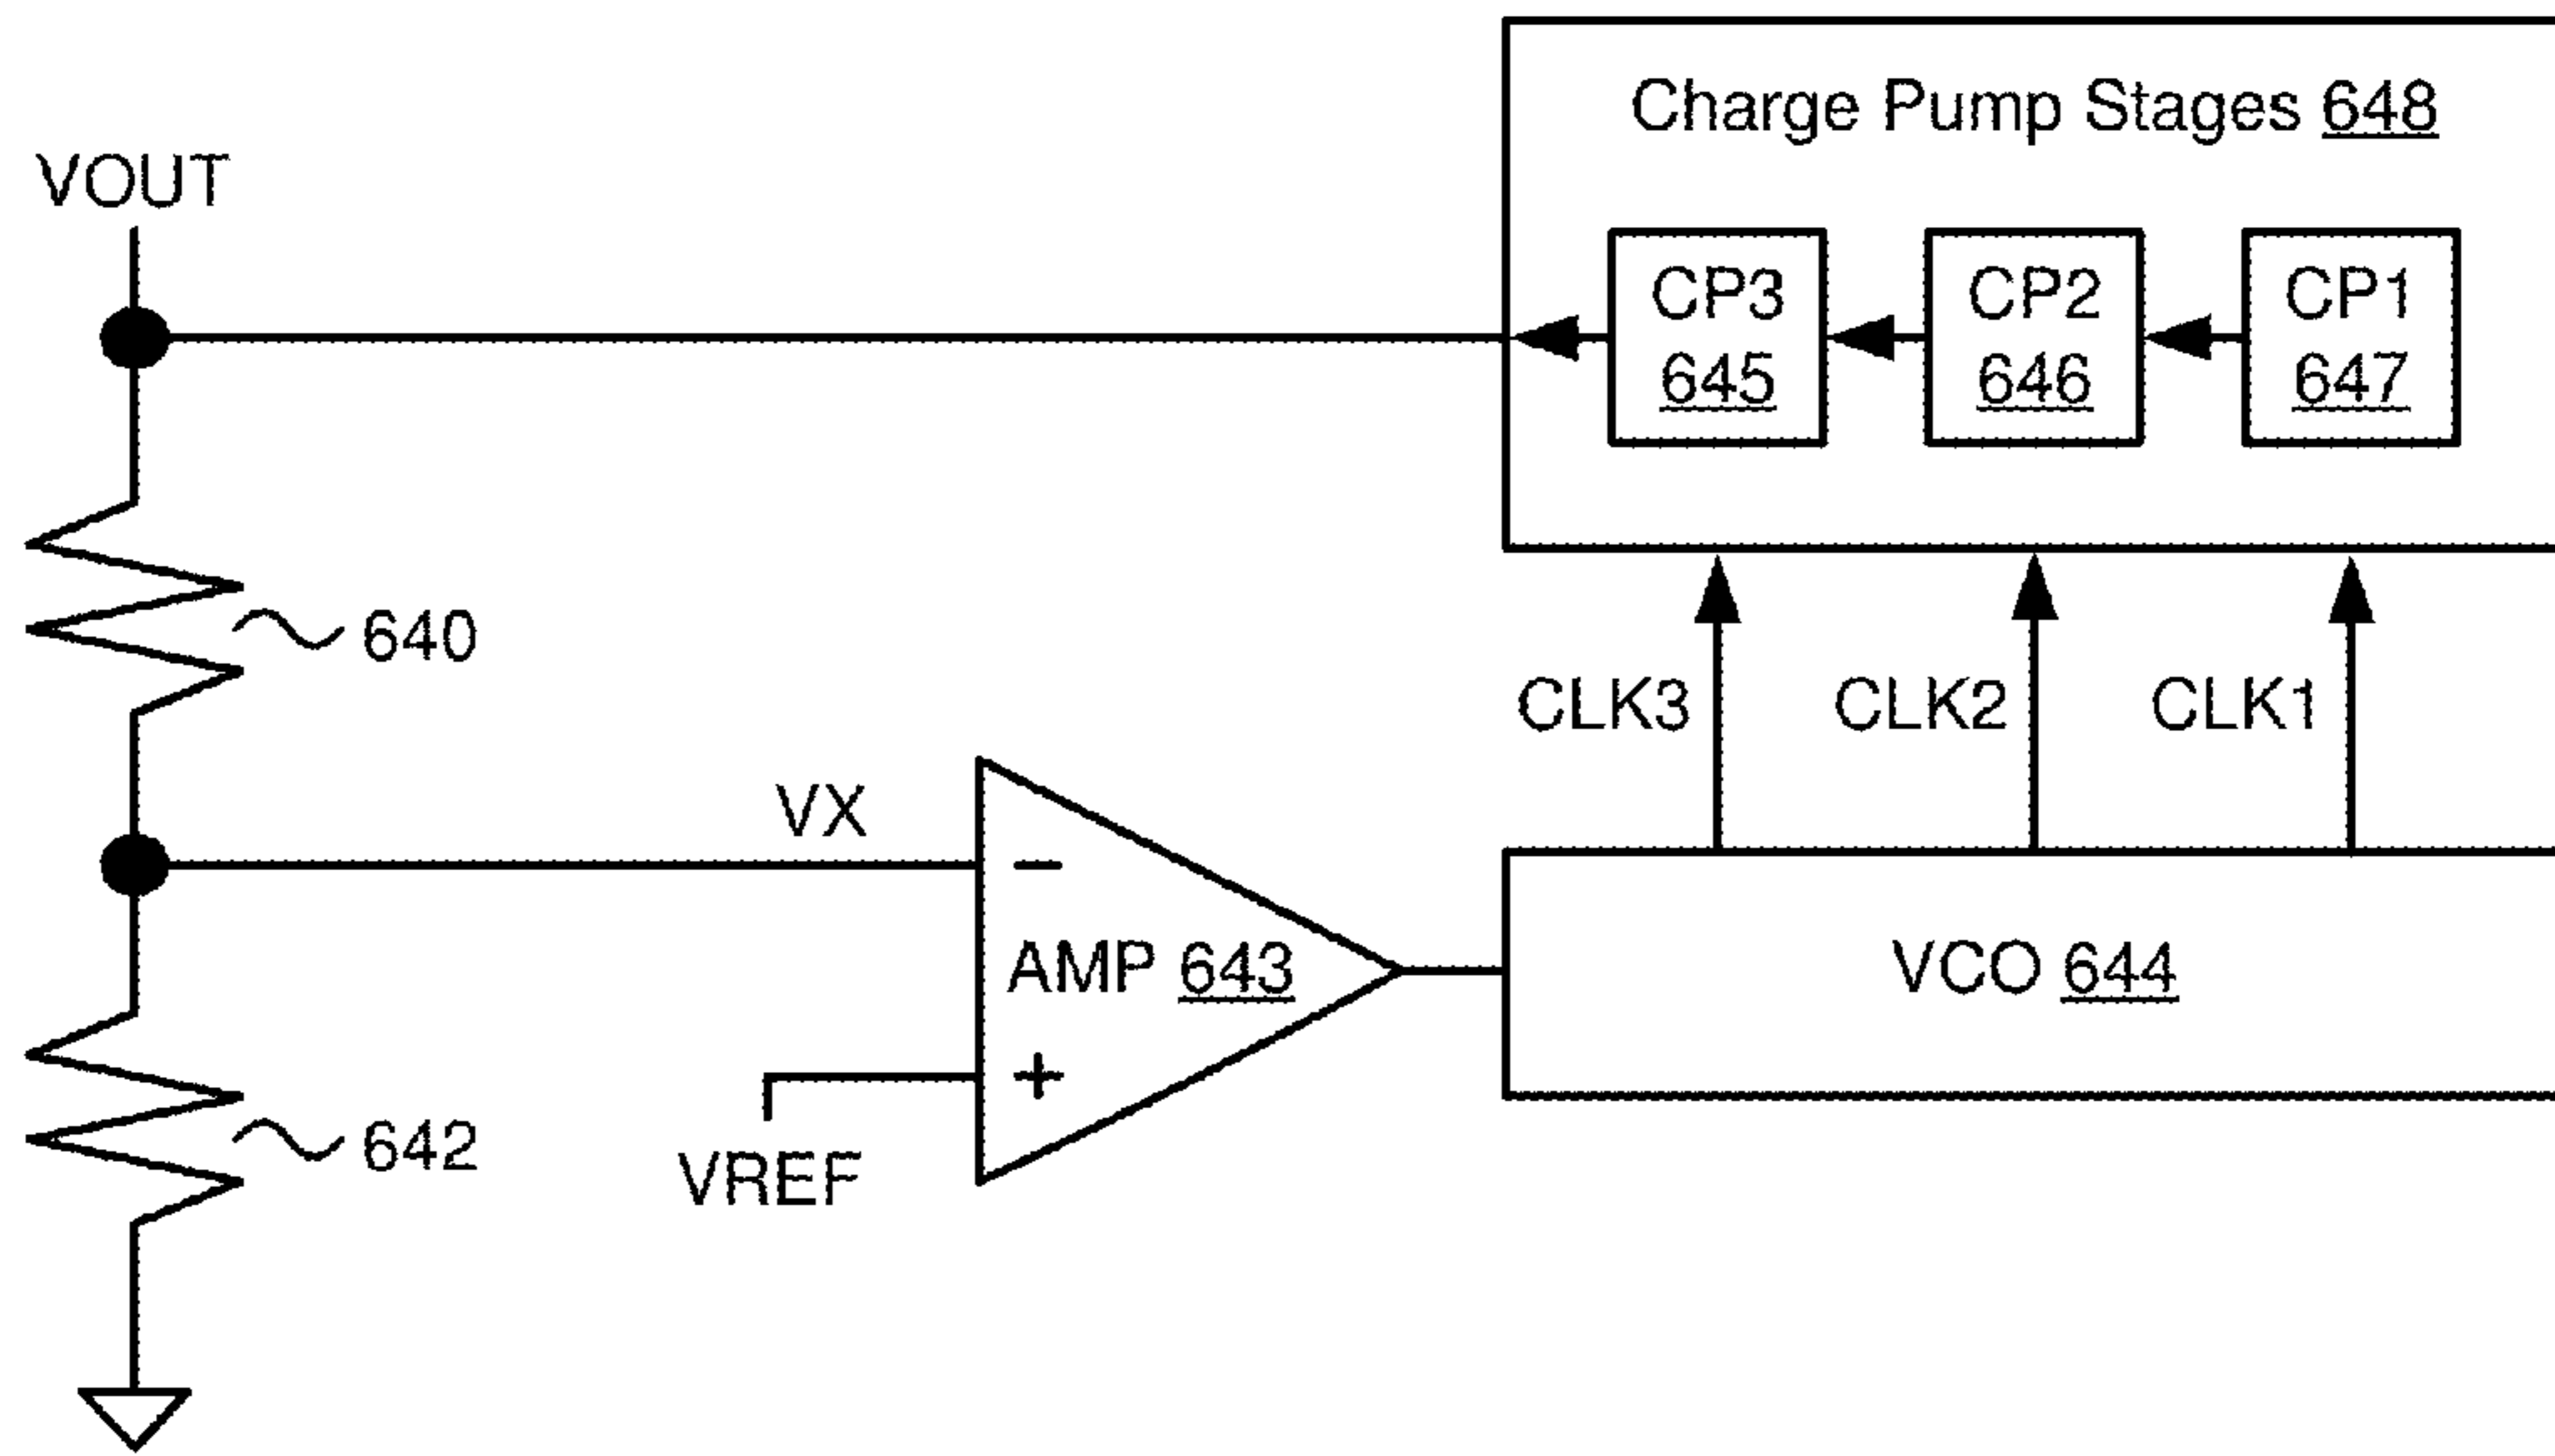 Charge Pump Stages 648
VOUT
CP3
645
CP2
646
CP1
647
640
CLK3
CLK2
CLK1
VX
−
AMP 643
+
VREF
VCO 644
642